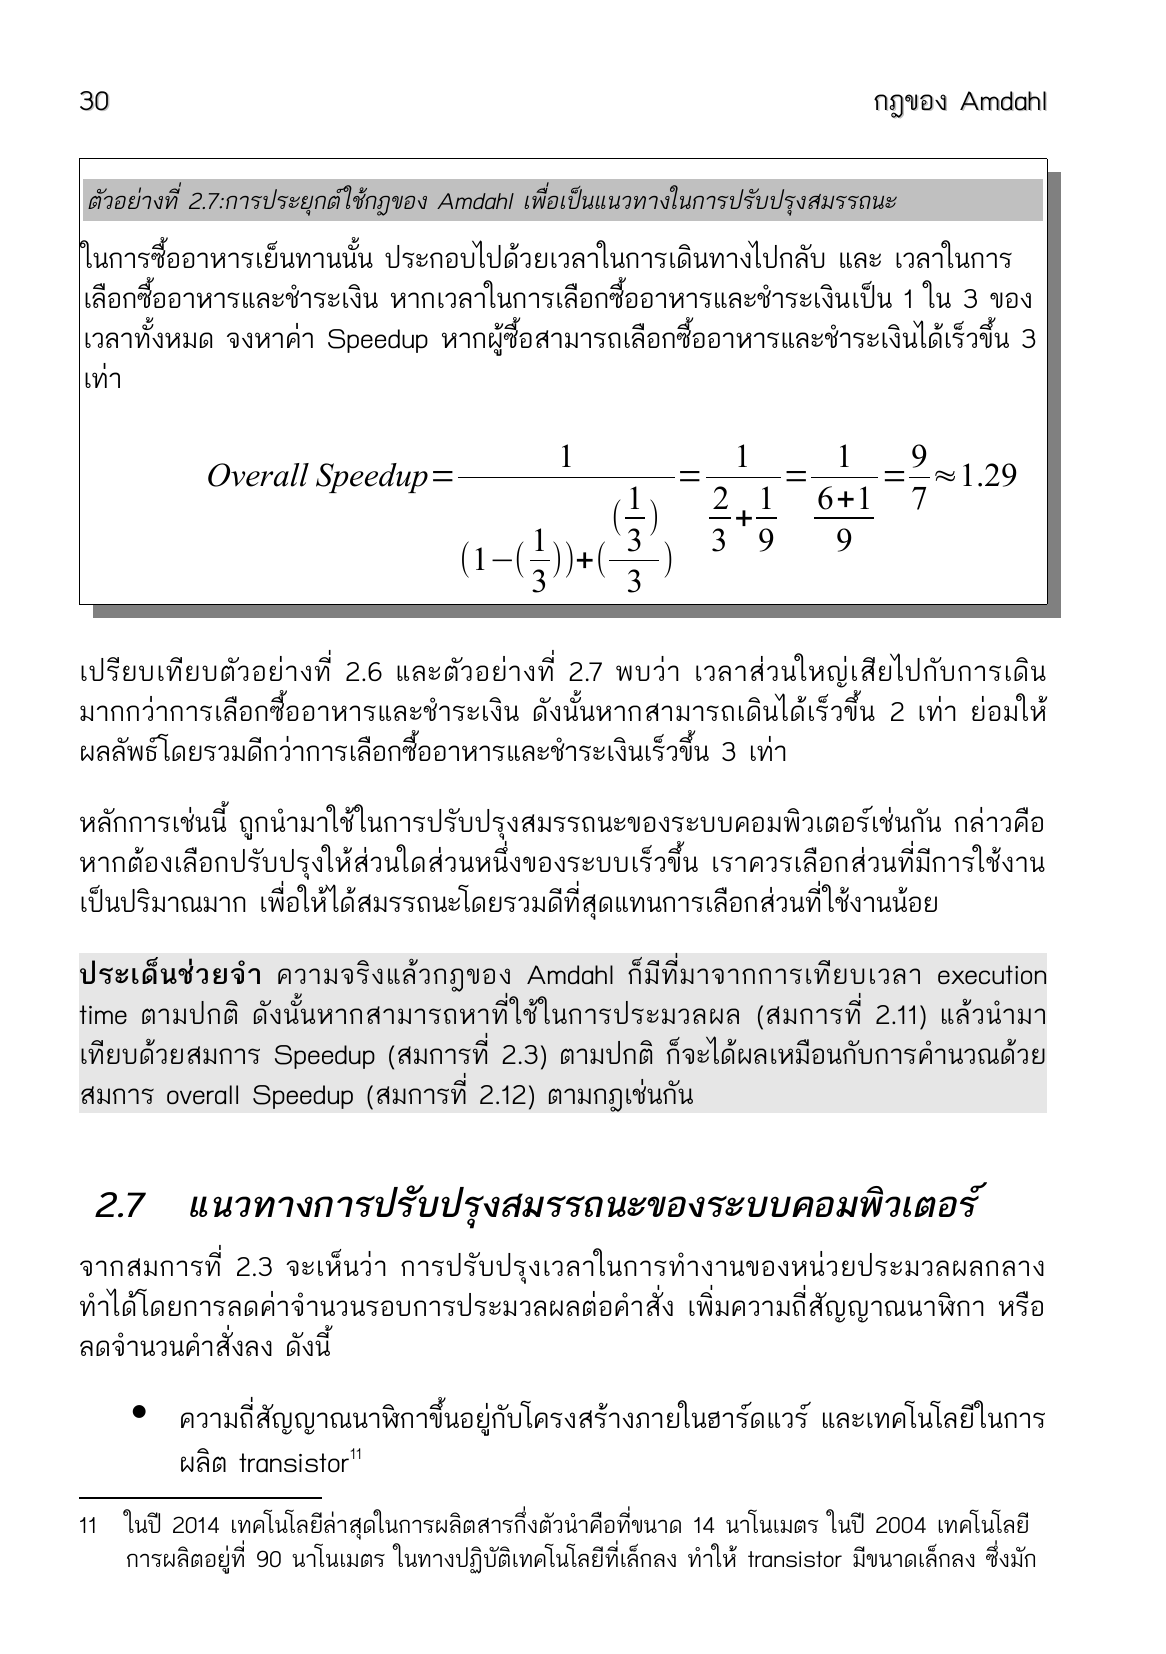 30 กฎของ Amdahl
ตัวอย่างที่ 2.7:การประยุกต์ใช้กฎของ Amdahl เพื่อเป็นแนวทางในการปรับปรุงสมรรถนะ
ในการซื้ออาหารเย็นทานนั้น ประกอบไปด้วยเวลาในการเดินทางไปกลับ และ เวลาในการ
เลือกซื้ออาหารและชำระเงิน หากเวลาในการเลือกซื้ออาหารและชำระเงินเป็น 1 ใน 3 ของ
เวลาทั้งหมด จงหาค่า Speedup หากผู้ซื้อสามารถเลือกซื้ออาหารและชำระเงินได้เร็วขึ้น 3
เท่า
Overall Speedup = 1 / ((1−(1/3))+((1/3)/3)) = 1 / (2/3 + 1/9) = 1 / ((6+1)/9) = 9/7 ≈ 1.29
เปรียบเทียบตัวอย่างที่ 2.6 และตัวอย่างที่ 2.7 พบว่า เวลาส่วนใหญ่เสียไปกับการเดิน
มากกว่าการเลือกซื้ออาหารและชำระเงิน ดังนั้นหากสามารถเดินได้เร็วขึ้น 2 เท่า ย่อมให้
ผลลัพธ์โดยรวมดีกว่าการเลือกซื้ออาหารและชำระเงินเร็วขึ้น 3 เท่า
หลักการเช่นนี้ ถูกนำมาใช้ในการปรับปรุงสมรรถนะของระบบคอมพิวเตอร์เช่นกัน กล่าวคือ
หากต้องเลือกปรับปรุงให้ส่วนใดส่วนหนึ่งของระบบเร็วขึ้น เราควรเลือกส่วนที่มีการใช้งาน
เป็นปริมาณมาก เพื่อให้ได้สมรรถนะโดยรวมดีที่สุดแทนการเลือกส่วนที่ใช้งานน้อย
ประเด็นช่วยจำ ความจริงแล้วกฎของ Amdahl ก็มีที่มาจากการเทียบเวลา execution
time ตามปกติ ดังนั้นหากสามารถหาที่ใช้ในการประมวลผล (สมการที่ 2.11) แล้วนำมา
เทียบด้วยสมการ Speedup (สมการที่ 2.3) ตามปกติ ก็จะได้ผลเหมือนกับการคำนวณด้วย
สมการ overall Speedup (สมการที่ 2.12) ตามกฎเช่นกัน
2.7 แนวทางการปรับปรุงสมรรถนะของระบบคอมพิวเตอร์
จากสมการที่ 2.3 จะเห็นว่า การปรับปรุงเวลาในการทำงานของหน่วยประมวลผลกลาง
ทำได้โดยการลดค่าจำนวนรอบการประมวลผลต่อคำสั่ง เพิ่มความถี่สัญญาณนาฬิกา หรือ
ลดจำนวนคำสั่งลง ดังนี้
● ความถี่สัญญาณนาฬิกาขึ้นอยู่กับโครงสร้างภายในฮาร์ดแวร์ และเทคโนโลยีในการ
ผลิต transistor¹¹
11 ในปี 2014 เทคโนโลยีล่าสุดในการผลิตสารกึ่งตัวนำคือที่ขนาด 14 นาโนเมตร ในปี 2004 เทคโนโลยี
การผลิตอยู่ที่ 90 นาโนเมตร ในทางปฏิบัติเทคโนโลยีที่เล็กลง ทำให้ transistor มีขนาดเล็กลง ซึ่งมัก